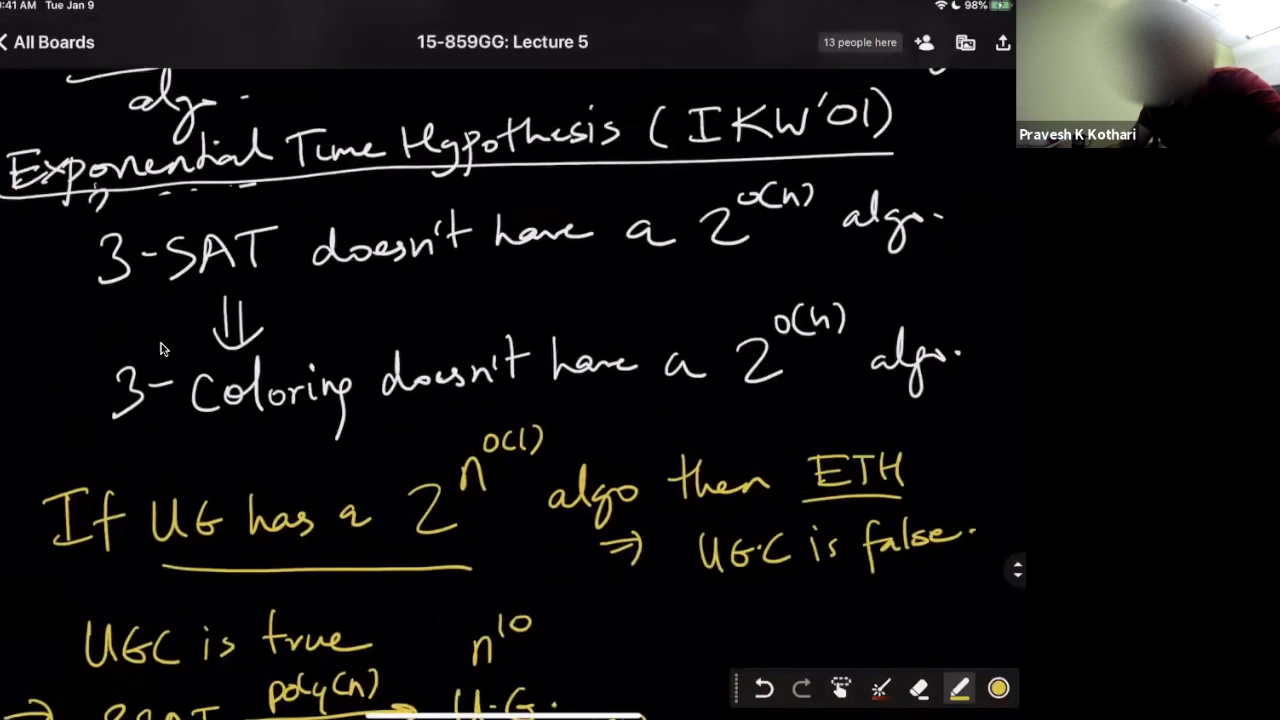 :41 AM Tue Jan 9
98%
All Boards
15-859GG: Lecture 5
13 people here
Pravesh K Kothari
algo.
Exponential Time Hypothesis (IKW'01)
3-SAT doesn't have a 2^o(n) algo.
⇓
3-Coloring doesn't have a 2^o(n) algo.
If UG has a 2^n^o(1) algo then ETH
⇒ UGC is false.
UGC is true n^10
⇒ 3SAT poly(n) → U.G.